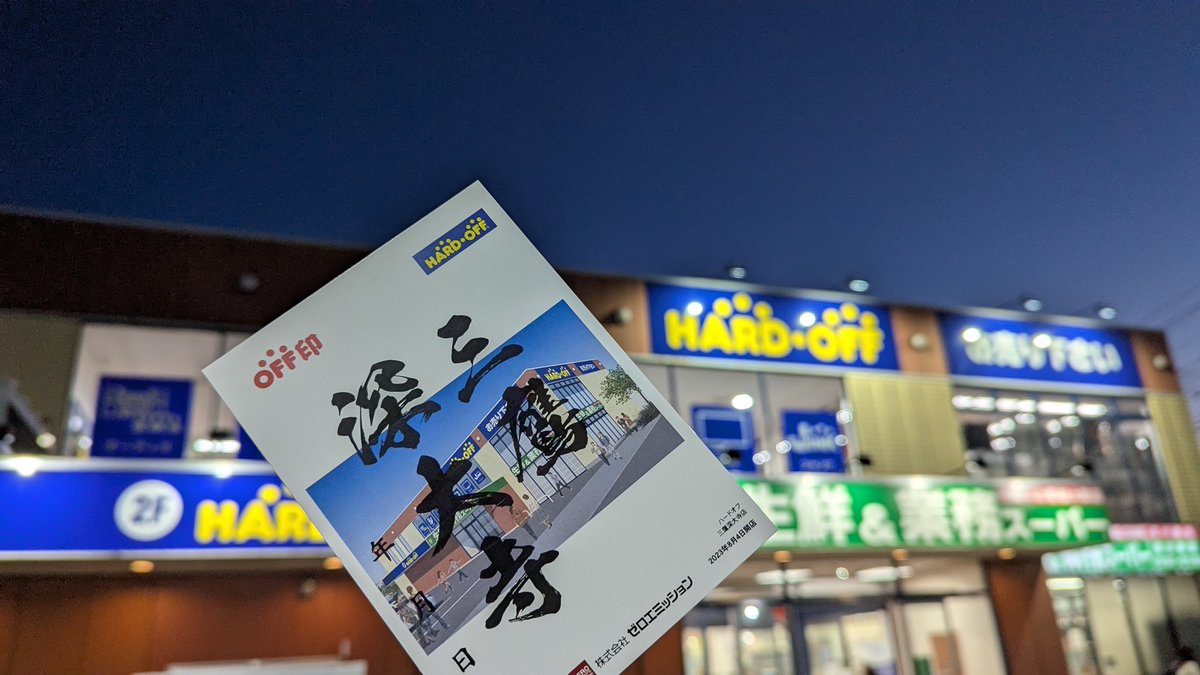 HARD・OFF
OFF印
三鷹
深大寺
年
月
日
ハードオフ
三鷹深大寺店
2023年8月4日開店
株式会社 ゼロエミッション
HARD・OFF
お売り下さい
2F
HARD
生鮮&業務スーパー